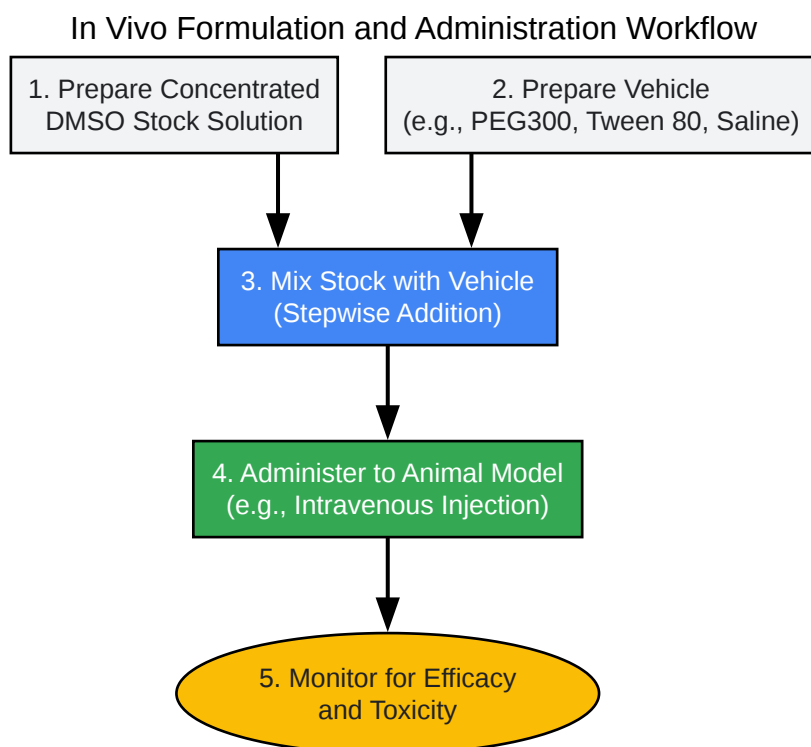 In Vivo Formulation and Administration Workflow
1. Prepare Concentrated
DMSO Stock Solution
2. Prepare Vehicle
(e.g., PEG300, Tween 80, Saline)
3. Mix Stock with Vehicle
(Stepwise Addition)
4. Administer to Animal Model
(e.g., Intravenous Injection)
5. Monitor for Efficacy
and Toxicity